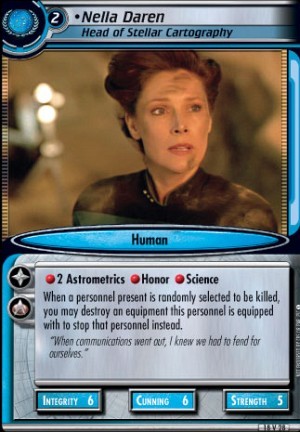 2
•Nella Daren
Head of Stellar Cartography
Human
2 Astrometrics Honor Science
When a personnel present is randomly selected to be killed,
you may destroy an equipment this personnel is equipped
with to stop that personnel instead.
"When communications went out, I knew we had to fend for
ourselves."
INTEGRITY 6 CUNNING 6 STRENGTH 5
18 V 28